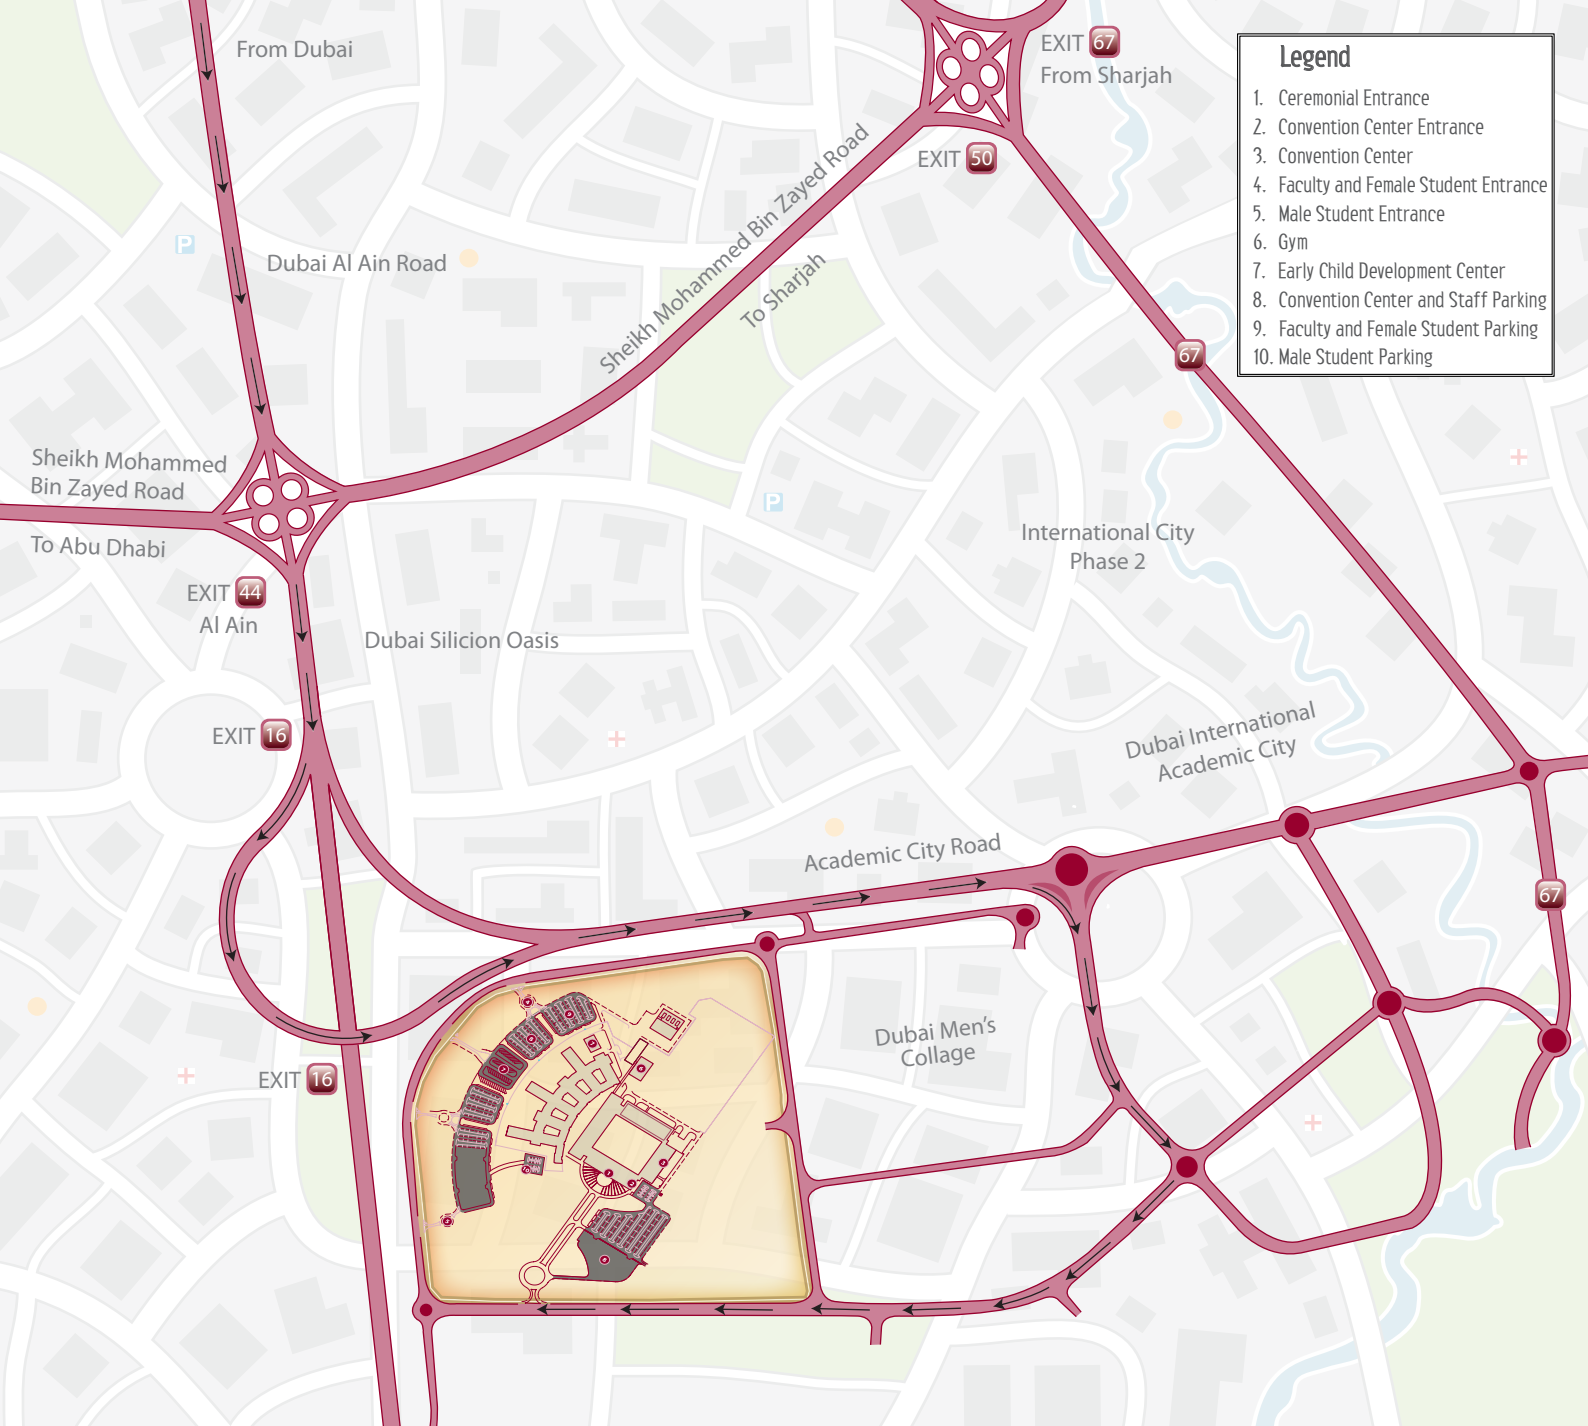 From Dubai
EXIT 67
From Sharjah
EXIT 50
Legend
1. Ceremonial Entrance
2. Convention Center Entrance
3. Convention Center
4. Faculty and Female Student Entrance
5. Male Student Entrance
6. Gym
7. Early Child Development Center
8. Convention Center and Staff Parking
9. Faculty and Female Student Parking
10. Male Student Parking
P
Dubai Al Ain Road
Sheikh Mohammed Bin Zayed Road
To Sharjah
67
Sheikh Mohammed
Bin Zayed Road
To Abu Dhabi
P
International City
Phase 2
EXIT 44
Al Ain
Dubai Silicion Oasis
EXIT 16
Dubai International
Academic City
Academic City Road
67
Dubai Men's
Collage
EXIT 16